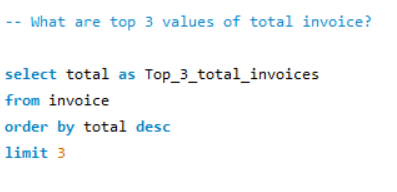 -- What are top 3 values of total invoice?
select total as Top_3_total_invoices
from invoice
order by total desc
limit 3